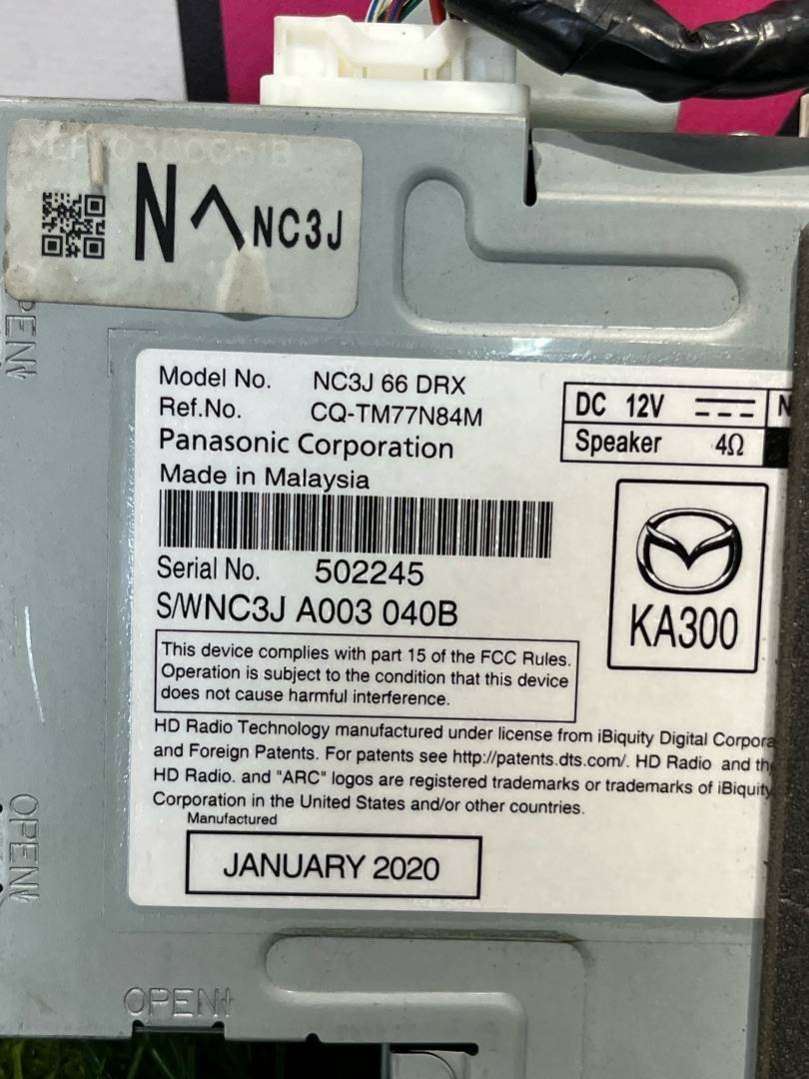 N へ NC3J
Model No. NC3J 66 DRX
Ref.No. CQ-TM77N84M
Panasonic Corporation
Made in Malaysia
Serial No. 502245
S/WNC3J A003 040B
DC 12V
Speaker 4Ω
KA300
This device complies with part 15 of the FCC Rules.
Operation is subject to the condition that this device
does not cause harmful interference.
HD Radio Technology manufactured under license from iBiquity Digital
and Foreign Patents. For patents see http://patents.dts.com/. HD Radio and
HD Radio. and "ARC" logos are registered trademarks or trademarks of iBiquity
Corporation in the United States and/or other countries.
Manufactured
JANUARY 2020
OPEN
OPEN
OPEN